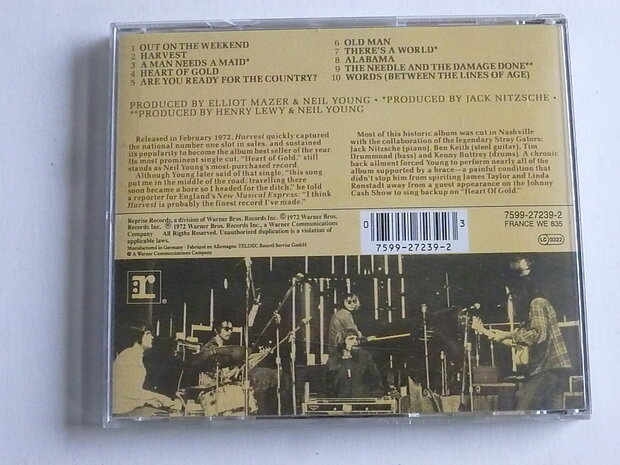 1 OUT ON THE WEEKEND
2 HARVEST
3 A MAN NEEDS A MAID*
4 HEART OF GOLD
5 ARE YOU READY FOR THE COUNTRY?
6 OLD MAN
7 THERE'S A WORLD*
8 ALABAMA
9 THE NEEDLE AND THE DAMAGE DONE**
10 WORDS (BETWEEN THE LINES OF AGE)
PRODUCED BY ELLIOT MAZER & NEIL YOUNG • *PRODUCED BY JACK NITZSCHE •
**PRODUCED BY HENRY LEWY & NEIL YOUNG
Released in February 1972, Harvest quickly captured
the national number one slot in sales, and sustained
its popularity to become the album best seller of the year.
Its most prominent single cut, "Heart of Gold," still
stands as Neil Young's most-purchased record.
Although Young later said of that single, "this song
put me in the middle of the road; travelling there
soon became a bore so I headed for the ditch," he told
a reporter for England's New Musical Express: "I think
Harvest is probably the finest record I've made."
Most of this historic album was cut in Nashville
with the collaboration of the legendary Stray Gators:
Jack Nitzsche (piano), Ben Keith (steel guitar), Tim
Drummond (bass) and Kenny Buttrey (drums). A chronic
back ailment forced Young to perform nearly all of the
album supported by a brace—a painful condition that
didn't stop him from spiriting James Taylor and Linda
Ronstadt away from a guest appearance on the Johnny
Cash Show to sing backup on "Heart Of Gold."
Reprise Records, a division of Warner Bros. Records Inc. © 1972 Warner Bros.
Records Inc. ℗ 1972 Warner Bros. Records Inc., a Warner Communications
Company All Rigths Reserved. Unauthorized duplication is a violation of
applicable laws.
Manufactured in Germany · Fabriqué en Allemagne. TELDEC Record Service GmbH
A Warner Communications Company
0 3
7599-27239-2
7599-27239-2
FRANCE WE 835
LC 0322
r